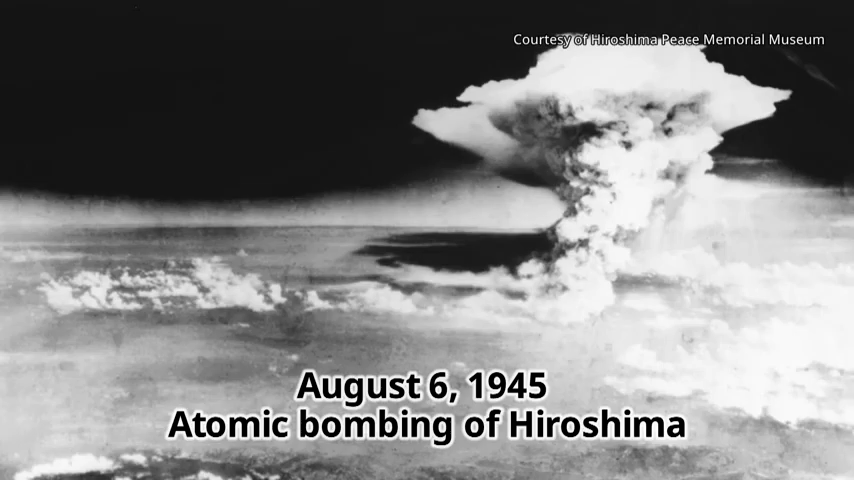 Courtesy of Hiroshima Peace Memorial Museum
August 6, 1945
Atomic bombing of Hiroshima